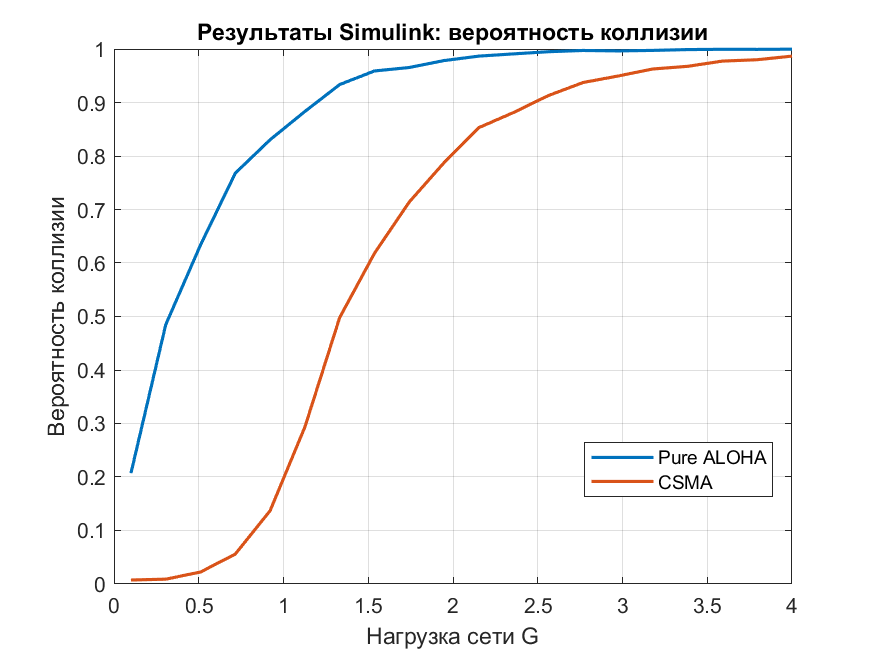 Результаты Simulink: вероятность коллизии
1
0.9
0.8
0.7
0.6
0.5
0.4
0.3
0.2
0.1
0
Вероятность коллизии
Pure ALOHA
CSMA
0 0.5 1 1.5 2 2.5 3 3.5 4
Нагрузка сети G